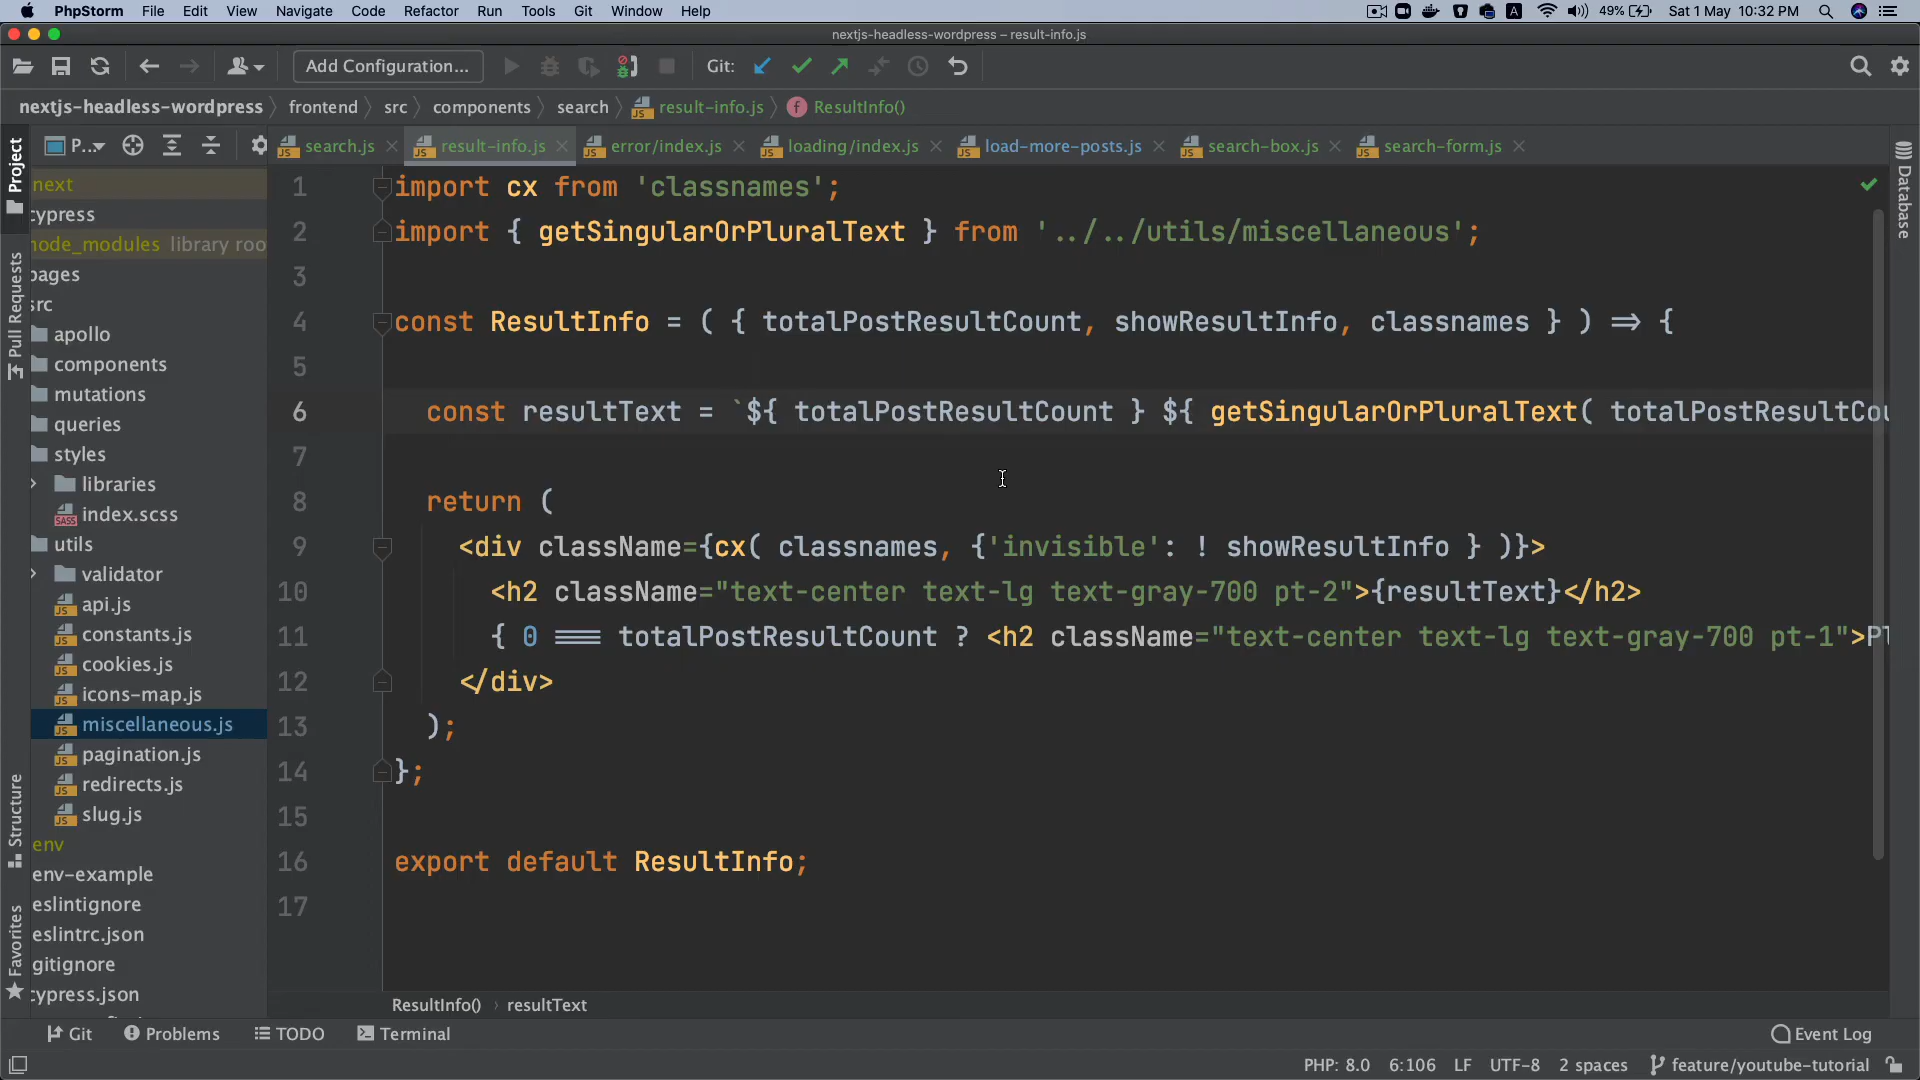 PhpStorm File Edit View Navigate Code Refactor Run Tools Git Window Help A 49% Sat 1 May 10:32 PM
nextjs-headless-wordpress – result-info.js
Add Configuration... Git:
nextjs-headless-wordpress frontend src components search result-info.js f ResultInfo()
P... search.js result-info.js error/index.js loading/index.js load-more-posts.js search-box.js search-form.js
Project
Pull Requests
Structure
Favorites
Database
next
cypress
node_modules library roo
pages
src
apollo
components
mutations
queries
styles
libraries
index.scss
utils
validator
api.js
constants.js
cookies.js
icons-map.js
miscellaneous.js
pagination.js
redirects.js
slug.js
env
env-example
eslintignore
eslintrc.json
gitignore
cypress.json
1 import cx from 'classnames';
2 import { getSingularOrPluralText } from '../../utils/miscellaneous';
3
4 const ResultInfo = ( { totalPostResultCount, showResultInfo, classnames } ) => {
5
6 const resultText = `${ totalPostResultCount } ${ getSingularOrPluralText( totalPostResultCou
7
8 return (
9 <div className={cx( classnames, {'invisible': ! showResultInfo } )}>
10 <h2 className="text-center text-lg text-gray-700 pt-2">{resultText}</h2>
11 { 0 === totalPostResultCount ? <h2 className="text-center text-lg text-gray-700 pt-1">Pl
12 </div>
13 );
14 };
15
16 export default ResultInfo;
17
ResultInfo() resultText
Git Problems TODO Terminal Event Log
PHP: 8.0 6:106 LF UTF-8 2 spaces feature/youtube-tutorial